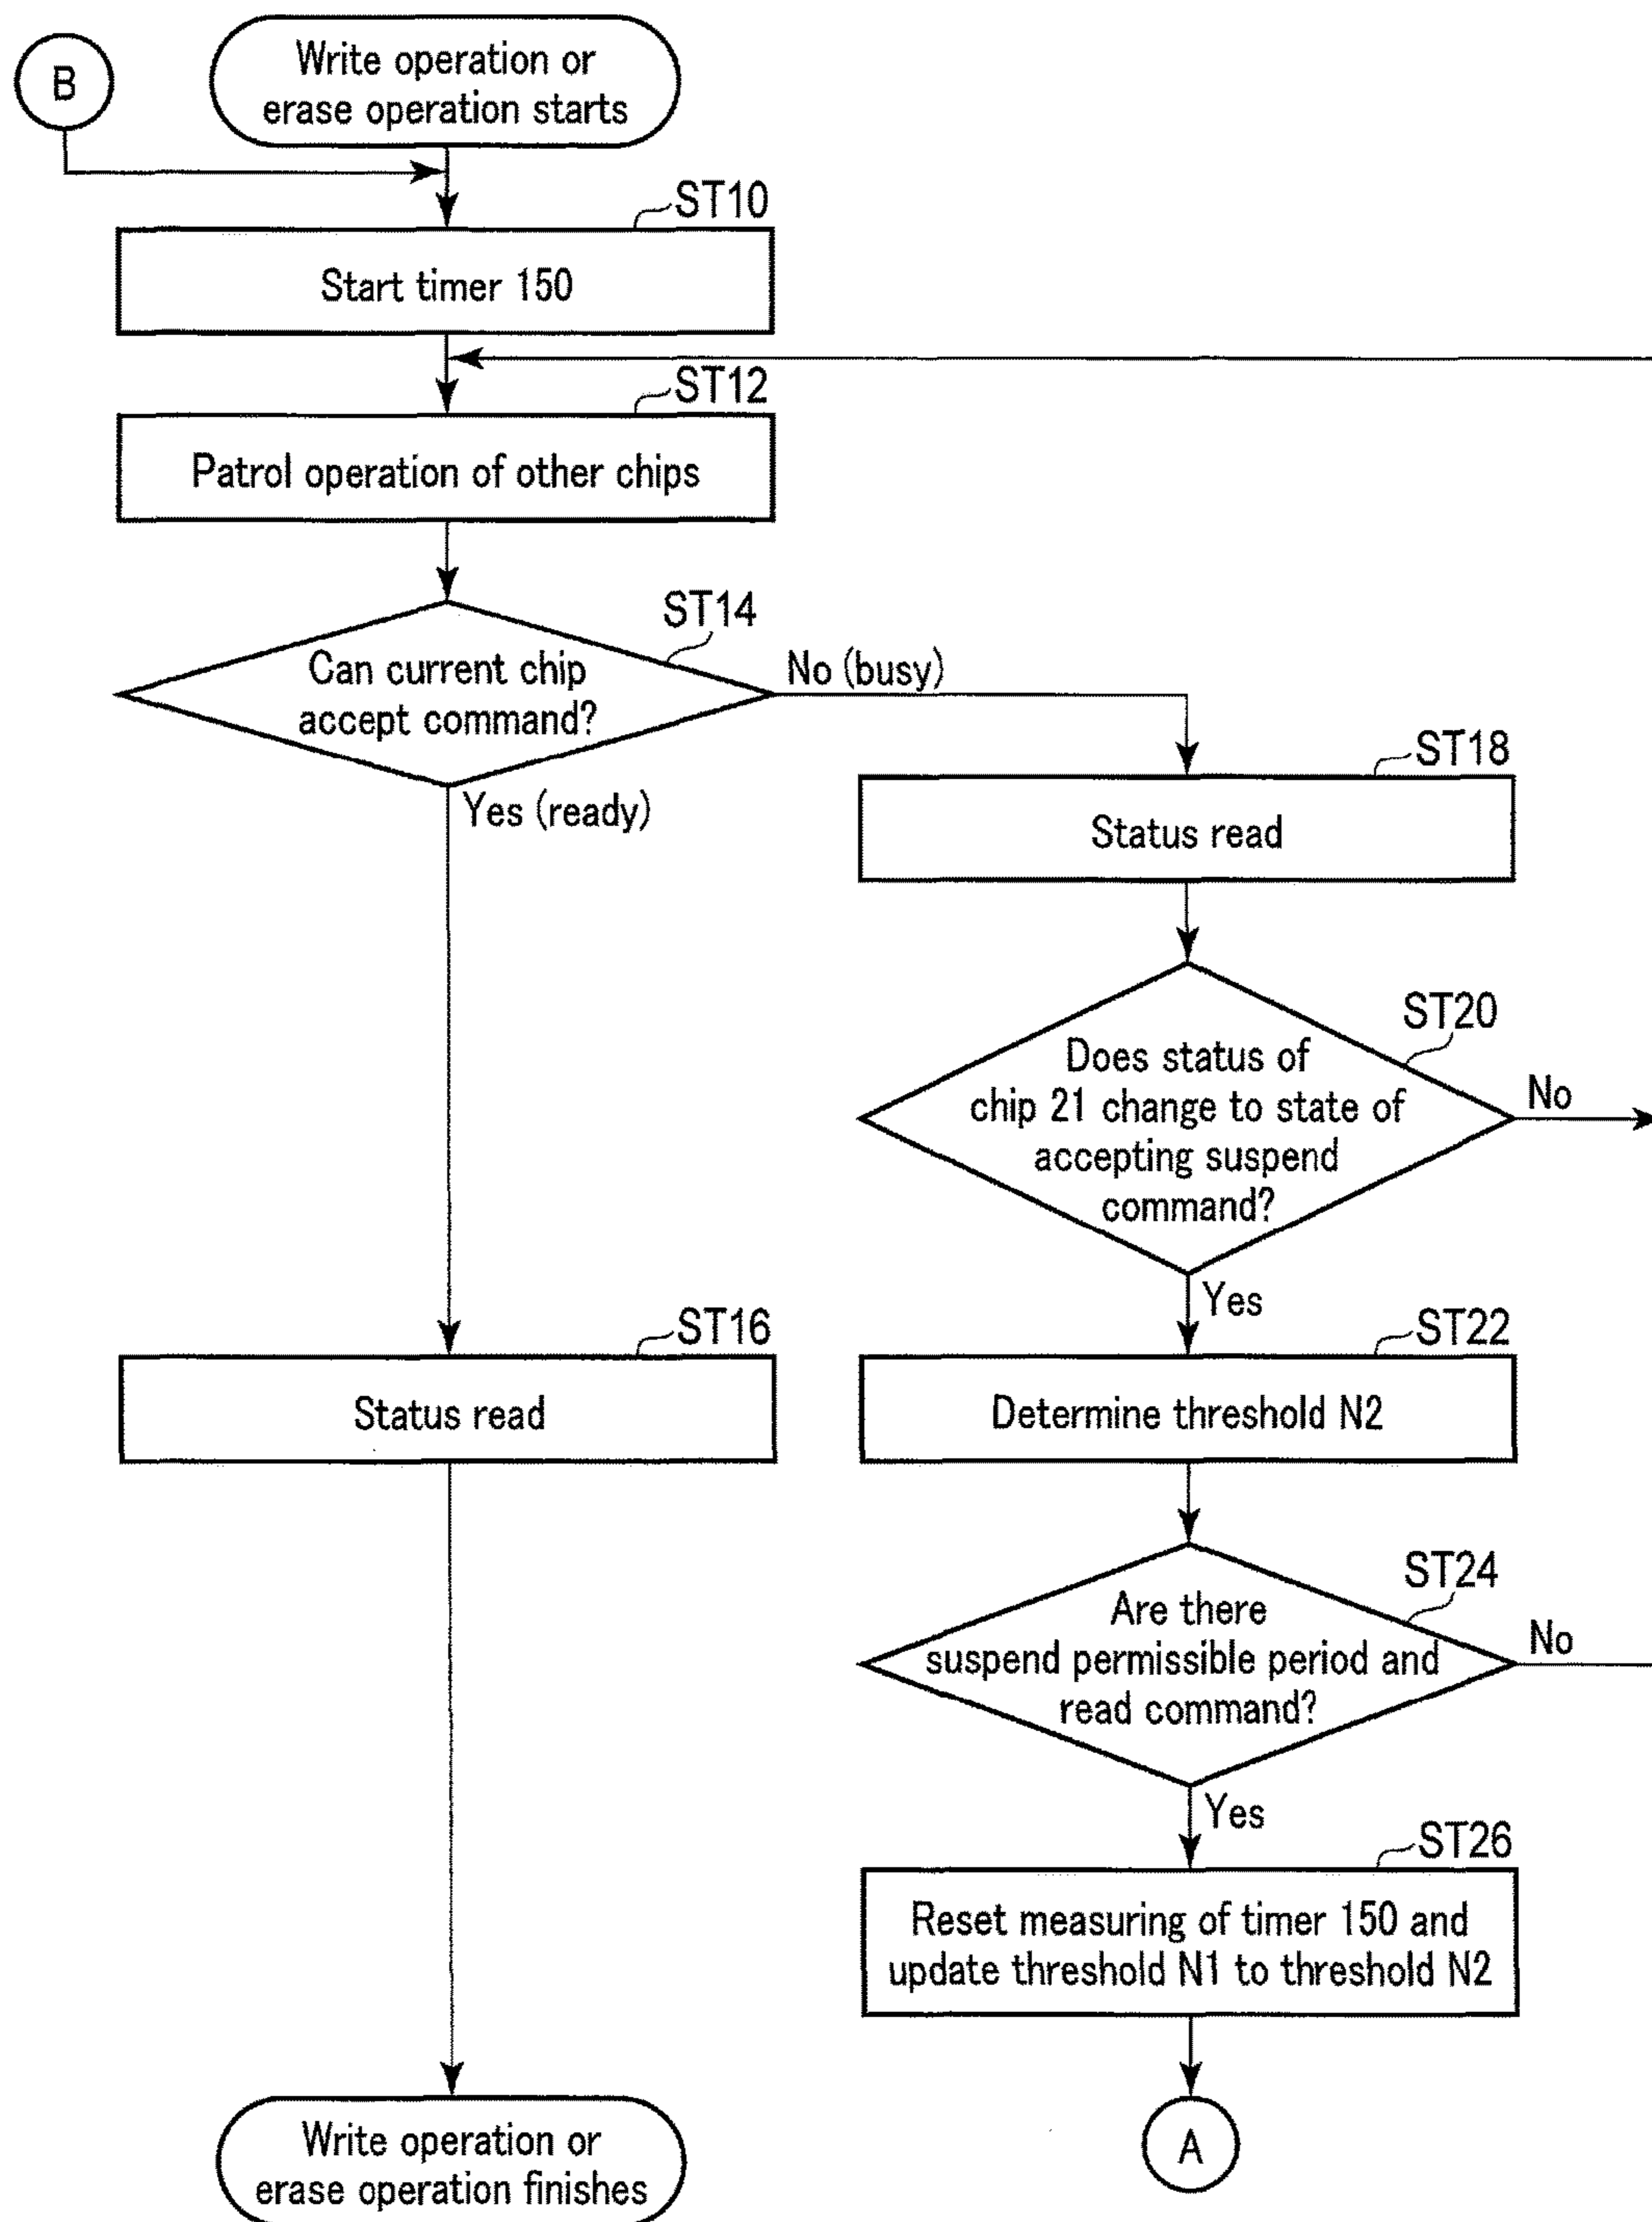 B
Write operation or
erase operation starts
ST10
Start timer 150
ST12
Patrol operation of other chips
ST14
Can current chip
accept command?
No (busy)
Yes (ready)
ST18
Status read
ST20
Does status of
chip 21 change to state of
accepting suspend
command?
No
Yes
ST16
Status read
ST22
Determine threshold N2
ST24
Are there
suspend permissible period and
read command?
No
Yes
ST26
Reset measuring of timer 150 and
update threshold N1 to threshold N2
Write operation or
erase operation finishes
A